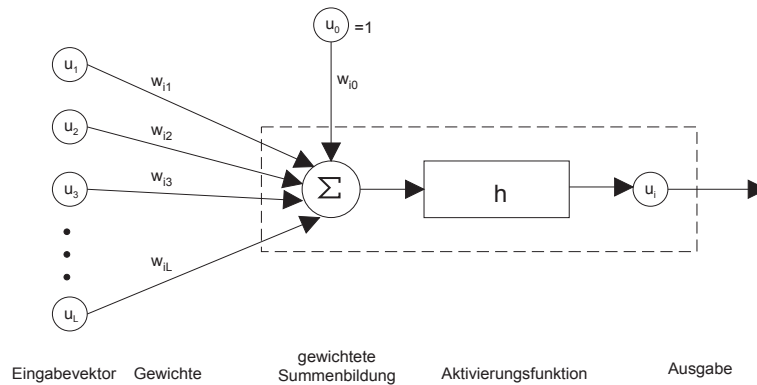 u₀ =1
u₁
wᵢ₁
wᵢ₀
u₂
wᵢ₂
u₃
wᵢ₃
Σ
h
uᵢ
wᵢL
uL
Eingabevektor
Gewichte
gewichtete
Summenbildung
Aktivierungsfunktion
Ausgabe